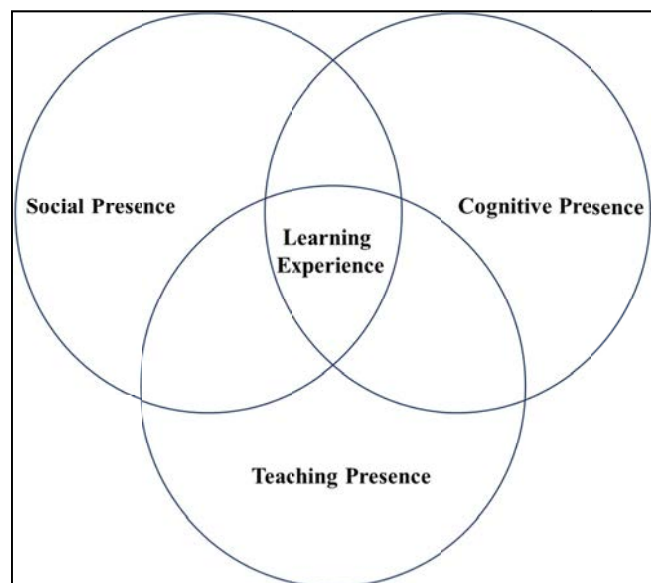 Social Presence
Cognitive Presence
Learning
Experience
Teaching Presence